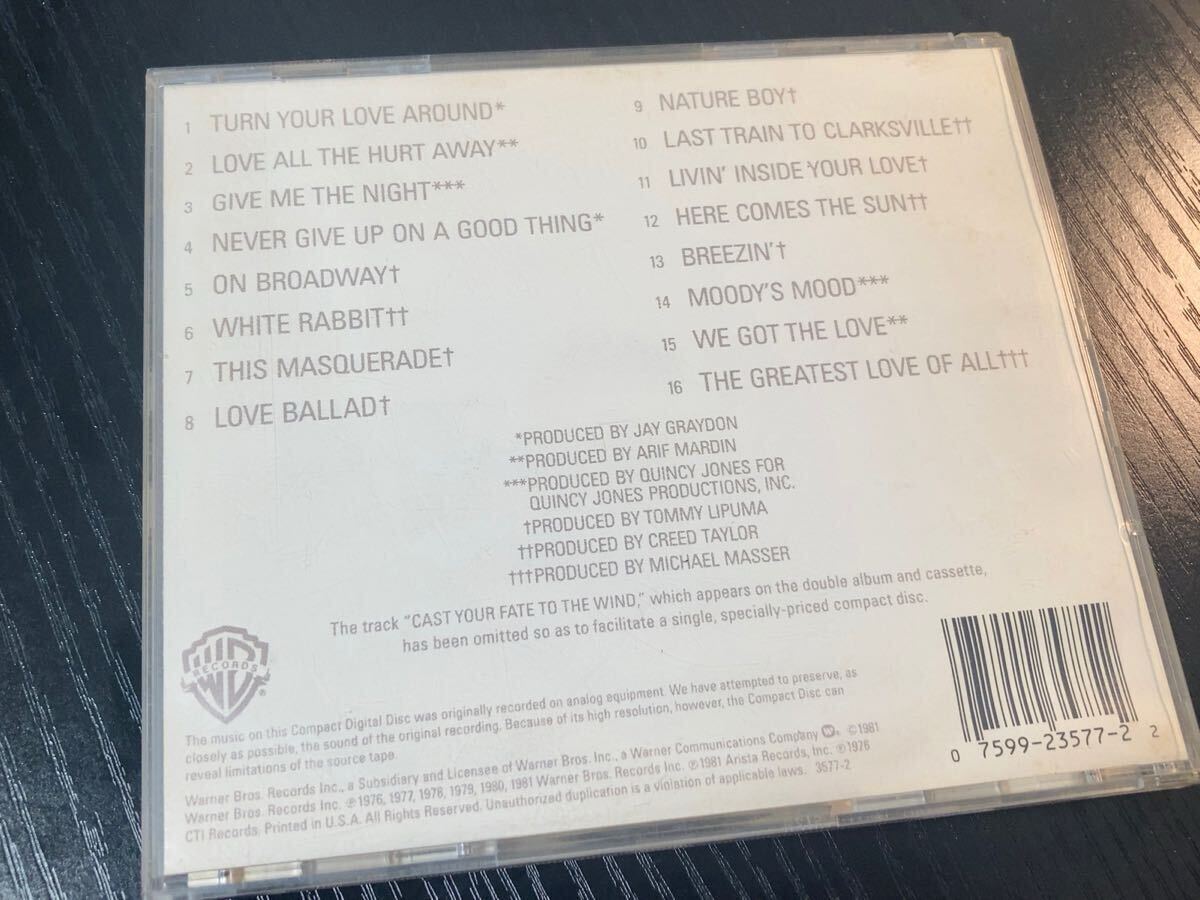 1 TURN YOUR LOVE AROUND*
2 LOVE ALL THE HURT AWAY**
3 GIVE ME THE NIGHT***
4 NEVER GIVE UP ON A GOOD THING*
5 ON BROADWAY†
6 WHITE RABBIT††
7 THIS MASQUERADE†
8 LOVE BALLAD†
9 NATURE BOY†
10 LAST TRAIN TO CLARKSVILLE††
11 LIVIN' INSIDE YOUR LOVE†
12 HERE COMES THE SUN††
13 BREEZIN'†
14 MOODY'S MOOD***
15 WE GOT THE LOVE**
16 THE GREATEST LOVE OF ALL†††
*PRODUCED BY JAY GRAYDON
**PRODUCED BY ARIF MARDIN
***PRODUCED BY QUINCY JONES FOR
QUINCY JONES PRODUCTIONS, INC.
†PRODUCED BY TOMMY LIPUMA
††PRODUCED BY CREED TAYLOR
†††PRODUCED BY MICHAEL MASSER
The track "CAST YOUR FATE TO THE WIND," which appears on the double album and cassette,
has been omitted so as to facilitate a single, specially-priced compact disc.
WB
RECORDS
®
The music on this Compact Digital Disc was originally recorded on analog equipment. We have attempted to preserve, as
closely as possible, the sound of the original recording. Because of its high resolution, however, the Compact Disc can
reveal limitations of the source tape.
Warner Bros. Records Inc., a Subsidiary and Licensee of Warner Bros. Inc., a Warner Communications Company W. ©1981
Warner Bros. Records Inc. ℗1976, 1977, 1978, 1979, 1980, 1981 Warner Bros. Records Inc. ℗1981 Arista Records, Inc. ℗1976
CTI Records. Printed in U.S.A. All Rights Reserved. Unauthorized duplication is a violation of applicable laws. 3577-2
0 7599-23577-2 2